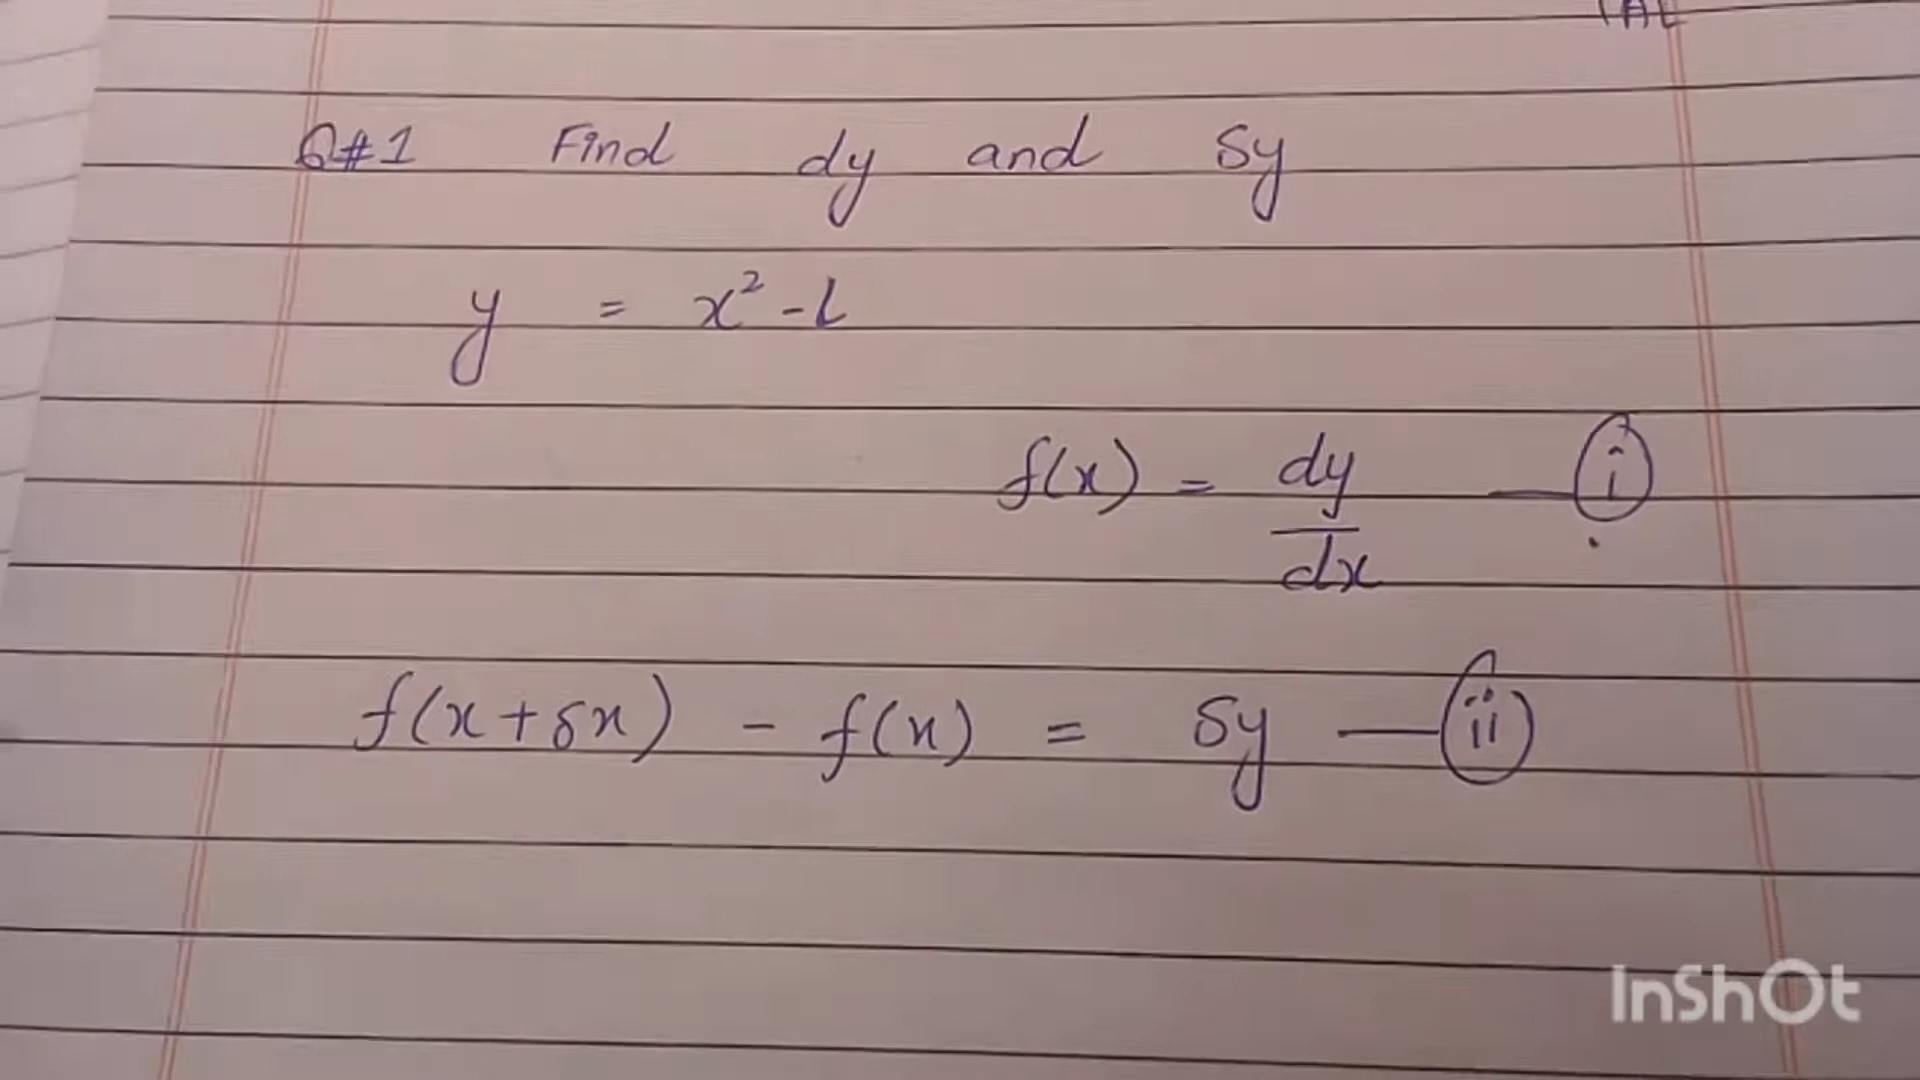 Q#1 Find dy and δy
y = x² - 1
f(x) = dy/dx — (i)
f(x+δx) - f(x) = δy — (ii)
InShOt